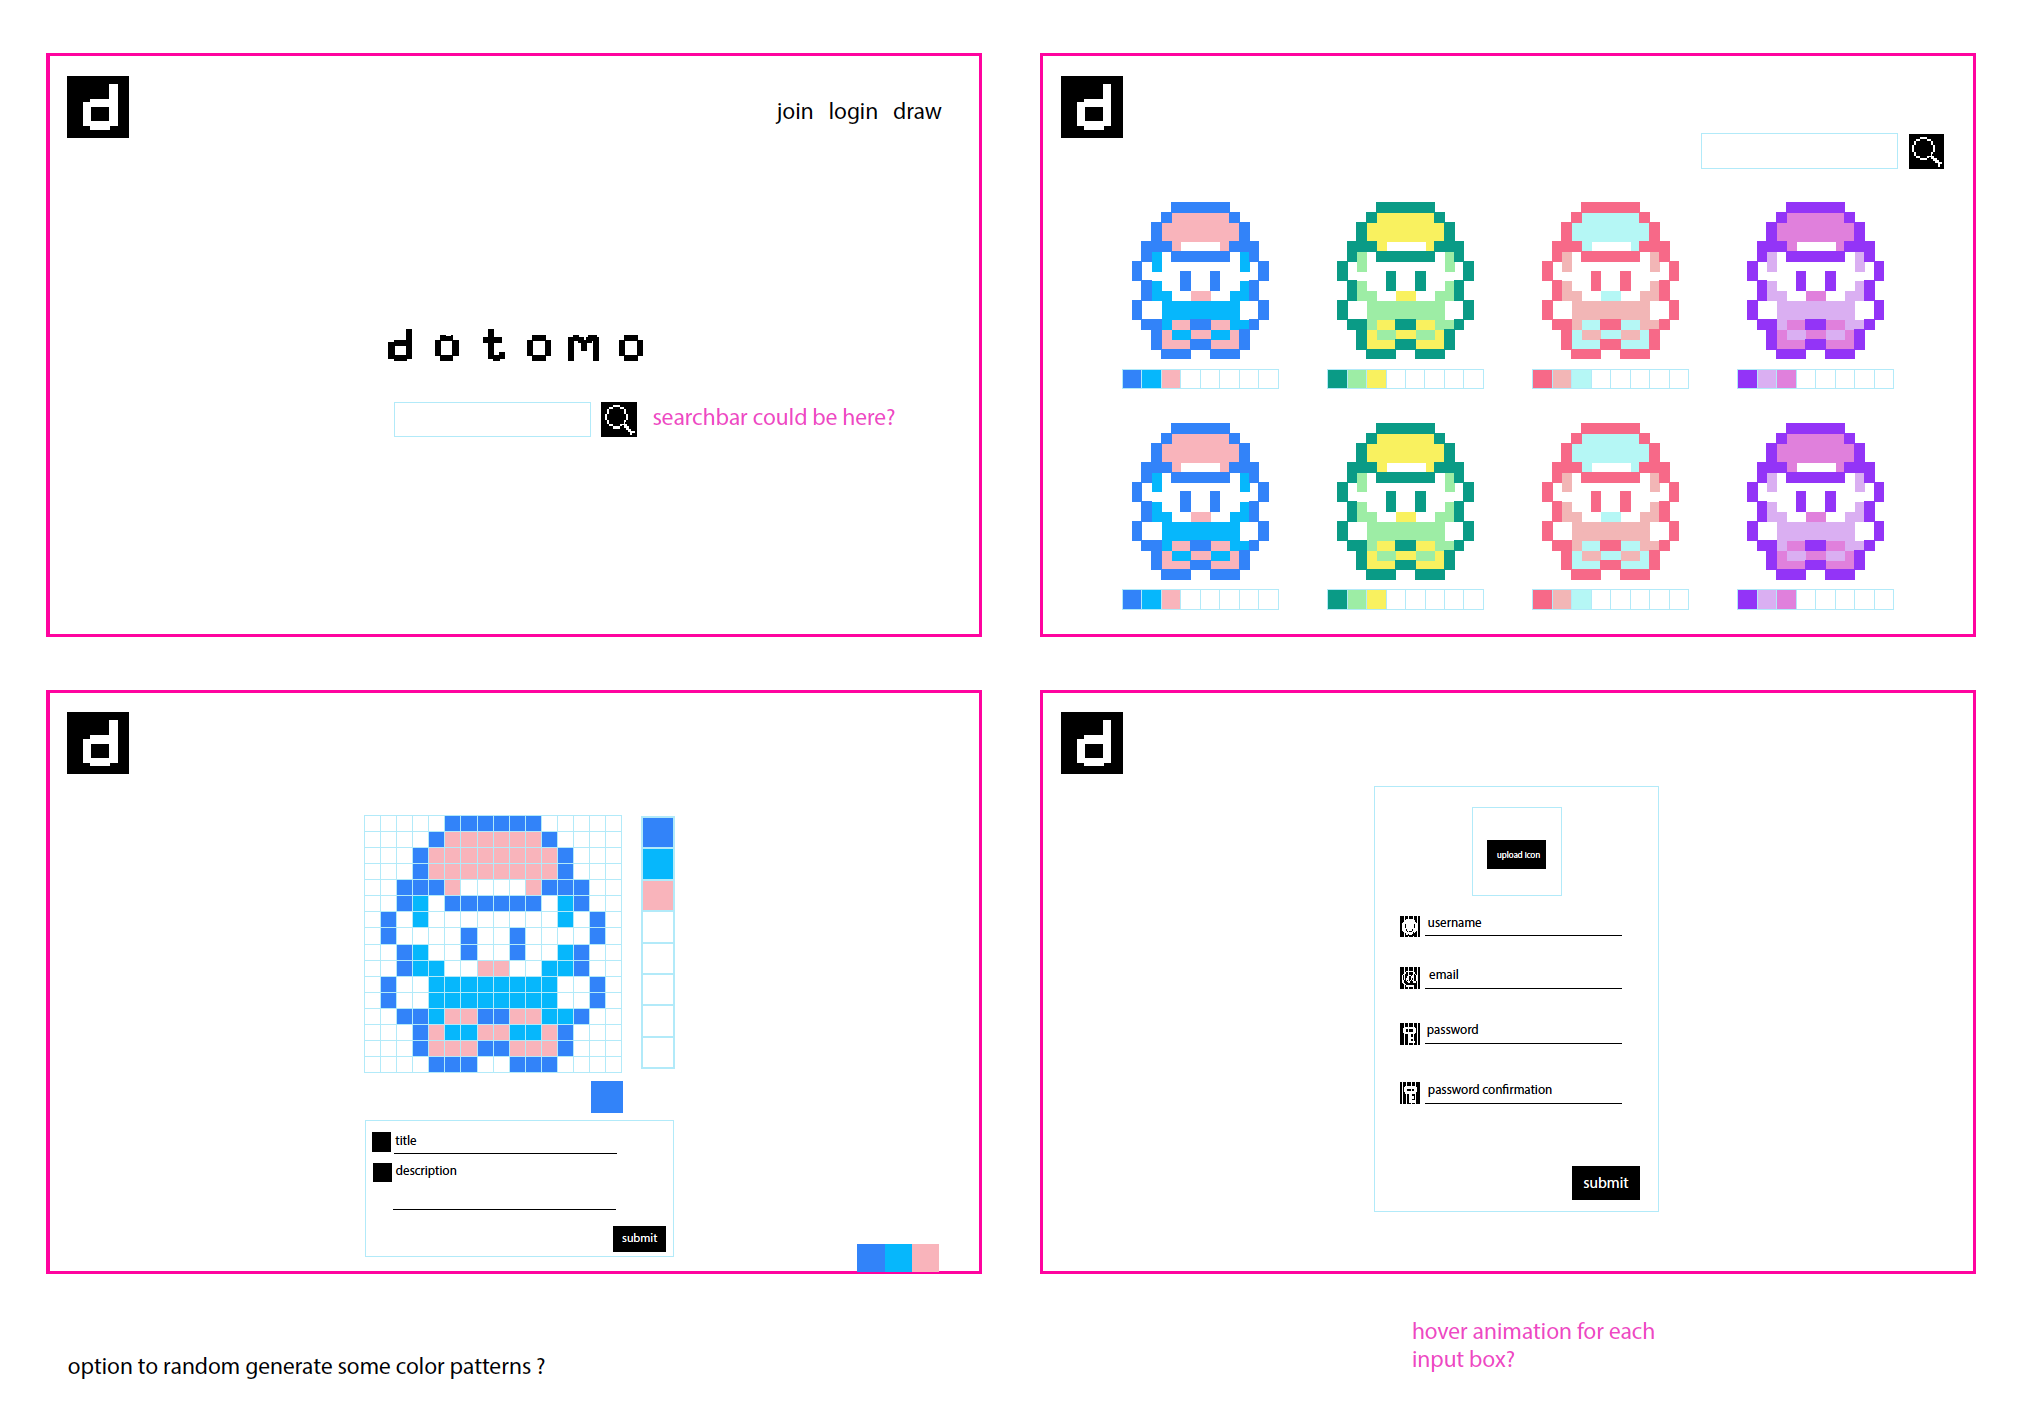 d
join login draw
dotomo
searchbar could be here?
d
d
title
description
submit
option to random generate some color patterns ?
d
upload icon
username
email
password
password confirmation
submit
hover animation for each
input box?